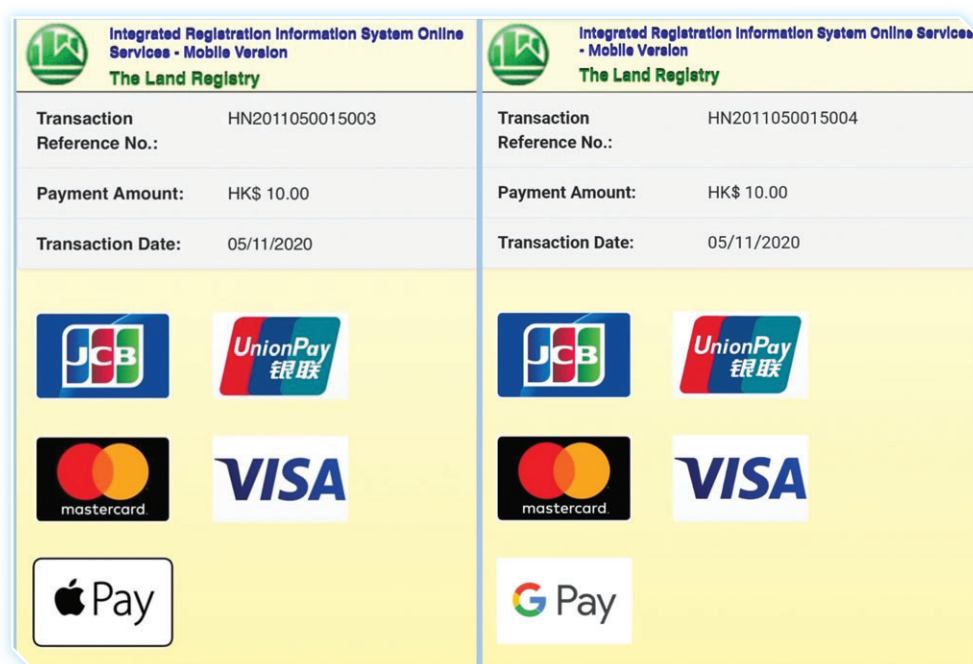 Integrated Registration Information System Online
Services - Mobile Version
The Land Registry
Transaction
Reference No.:
HN2011050015003
Payment Amount:
HK$ 10.00
Transaction Date:
05/11/2020
JCB
UnionPay
银联
mastercard.
VISA
Pay
Integrated Registration Information System Online Services
- Mobile Version
The Land Registry
Transaction
Reference No.:
HN2011050015004
Payment Amount:
HK$ 10.00
Transaction Date:
05/11/2020
JCB
UnionPay
银联
mastercard.
VISA
G Pay